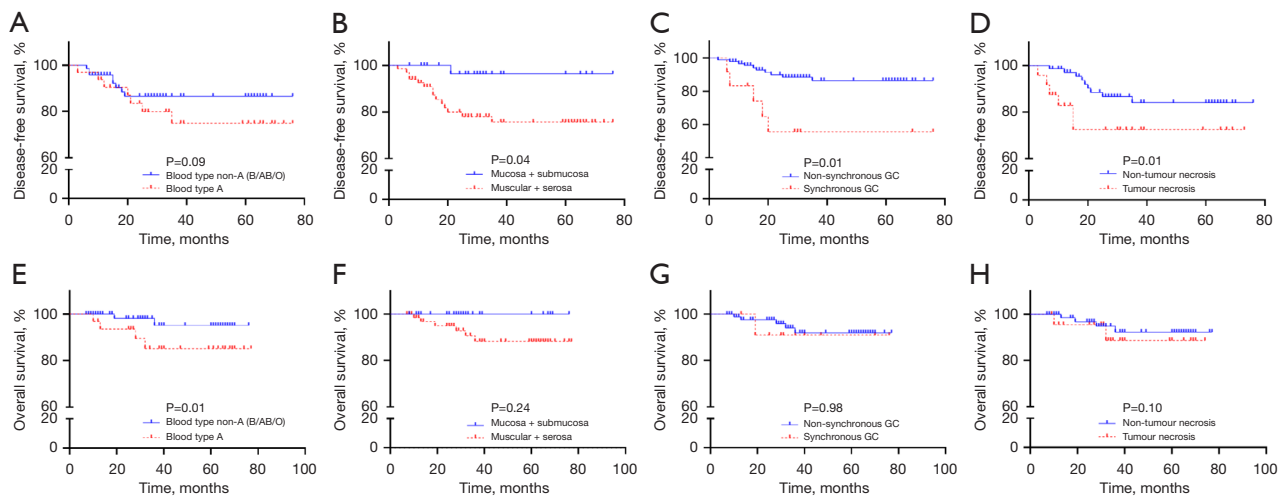 A
Disease-free survival, %
100
80
60
20
0
P=0.09
Blood type non-A (B/AB/O)
Blood type A
0 20 40 60 80
Time, months
B
Disease-free survival, %
100
80
60
20
0
P=0.04
Mucosa + submucosa
Muscular + serosa
0 20 40 60 80
Time, months
C
Disease-free survival, %
100
80
60
40
20
0
P=0.01
Non-synchronous GC
Synchronous GC
0 20 40 60 80
Time, months
D
Disease-free survival, %
100
80
60
20
0
P=0.01
Non-tumour necrosis
Tumour necrosis
0 20 40 60 80
Time, months
E
Overall survival, %
100
80
60
20
0
P=0.01
Blood type non-A (B/AB/O)
Blood type A
0 20 40 60 80 100
Time, months
F
Overall survival, %
100
80
60
20
0
P=0.24
Mucosa + submucosa
Muscular + serosa
0 20 40 60 80 100
Time, months
G
Overall survival, %
100
80
60
20
0
P=0.98
Non-synchronous GC
Synchronous GC
0 20 40 60 80 100
Time, months
H
Overall survival, %
100
80
60
20
0
P=0.10
Non-tumour necrosis
Tumour necrosis
0 20 40 60 80 100
Time, months